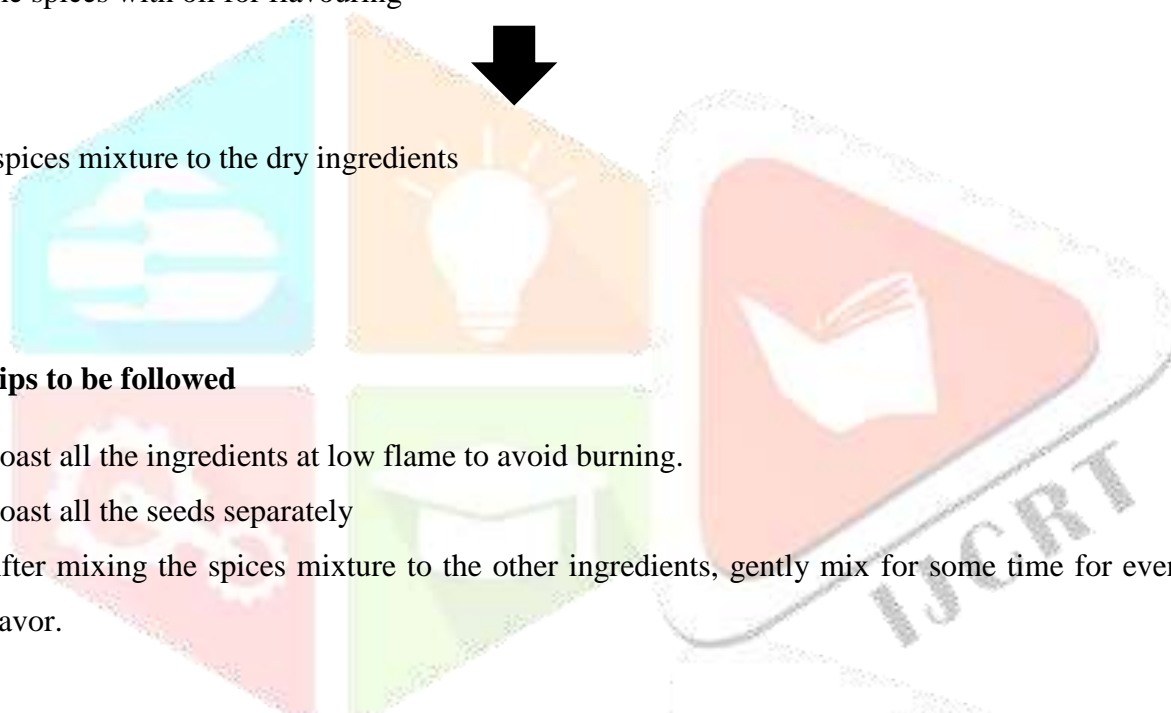 spices with oil for flavouring
spices mixture to the dry ingredients
ips to be followed
oast all the ingredients at low flame to avoid burning.
oast all the seeds separately
fter mixing the spices mixture to the other ingredients, gently mix for some time for ever
avor.
IJCRT